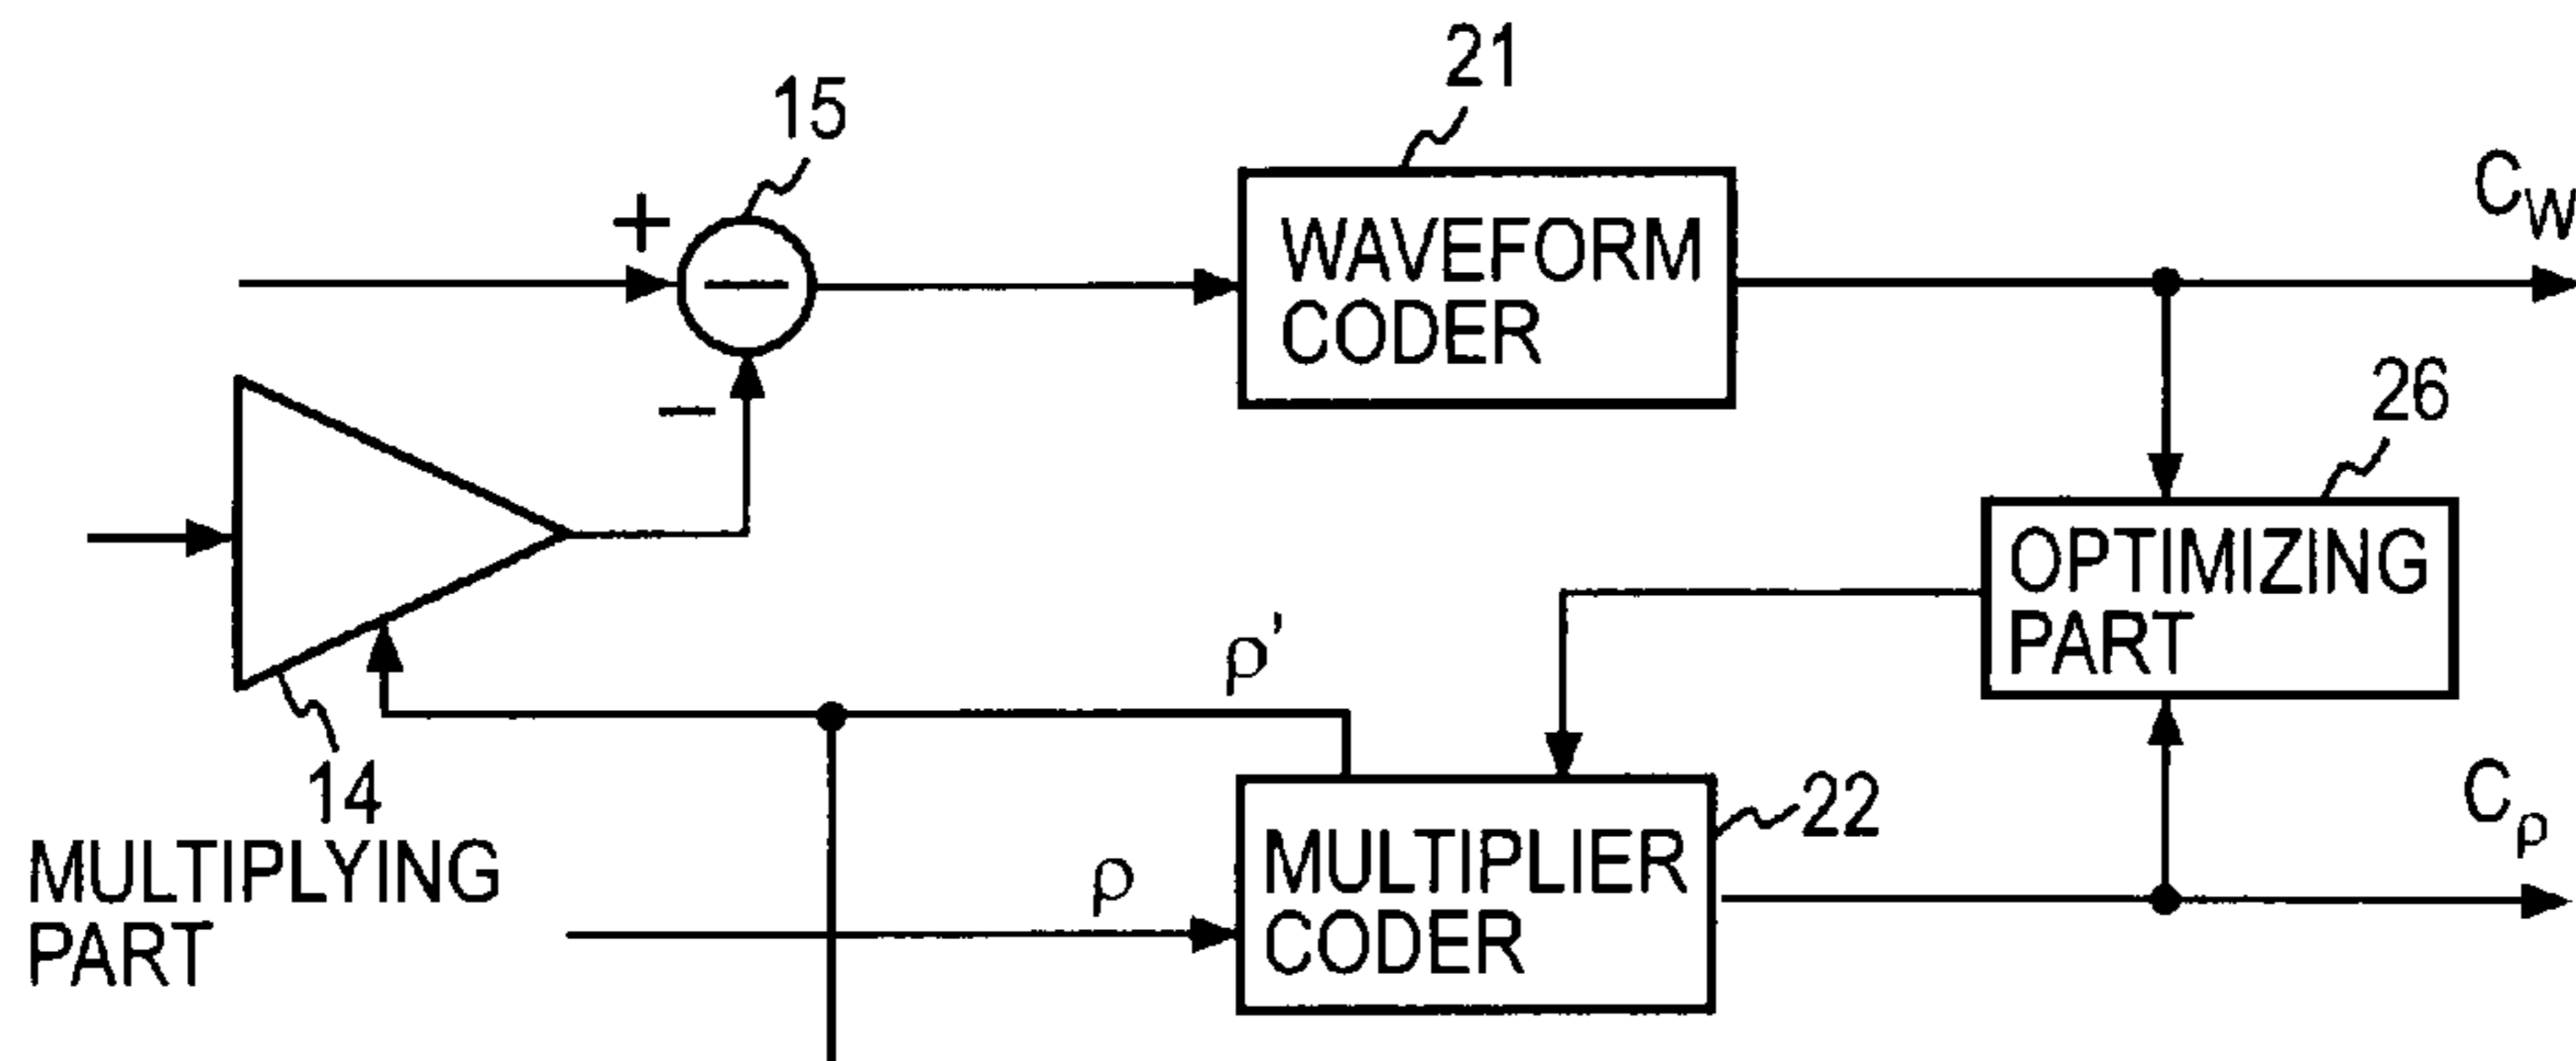 21
15
+
−
WAVEFORM
CODER
C_W
−
26
OPTIMIZING
PART
ρ'
14
MULTIPLYING
PART
ρ
MULTIPLIER
CODER
22
C_ρ